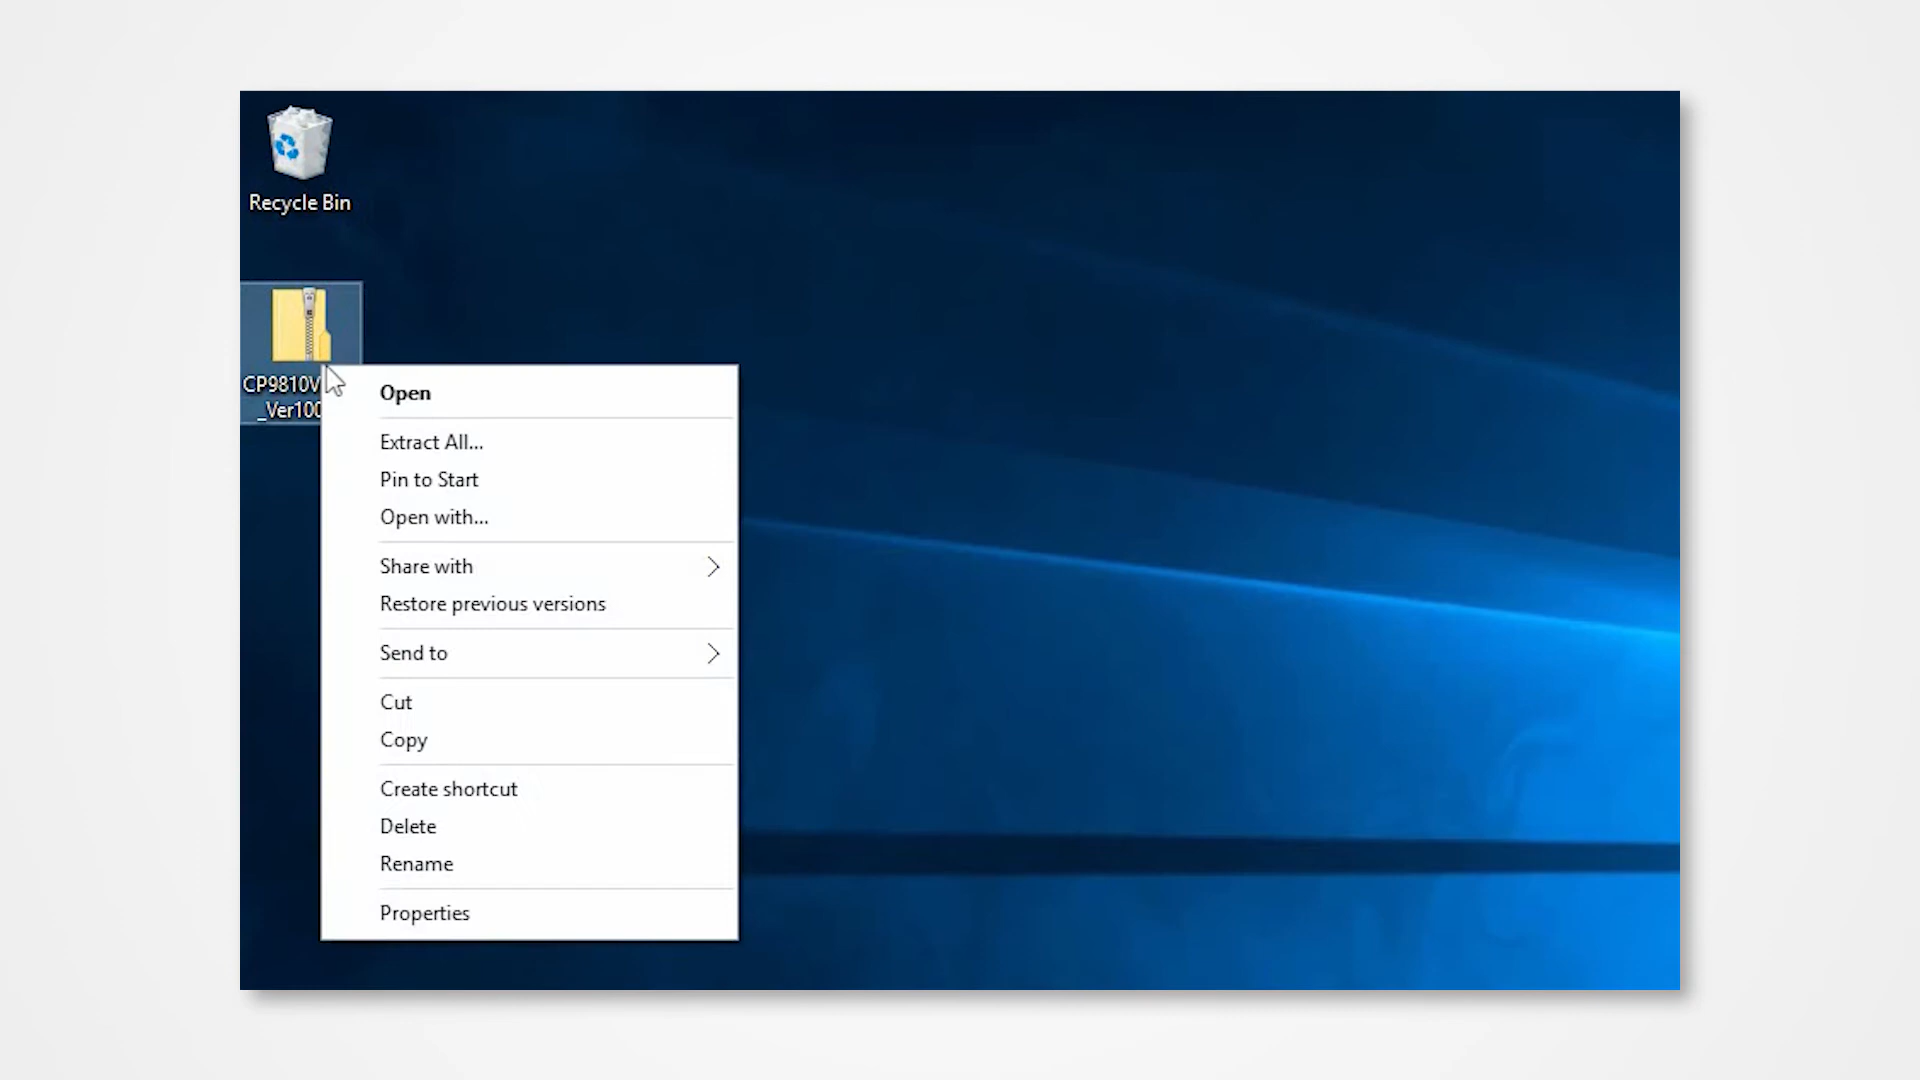 Recycle Bin
CP9810V
_Ver100
Open
Extract All...
Pin to Start
Open with...
Share with
Restore previous versions
Send to
Cut
Copy
Create shortcut
Delete
Rename
Properties